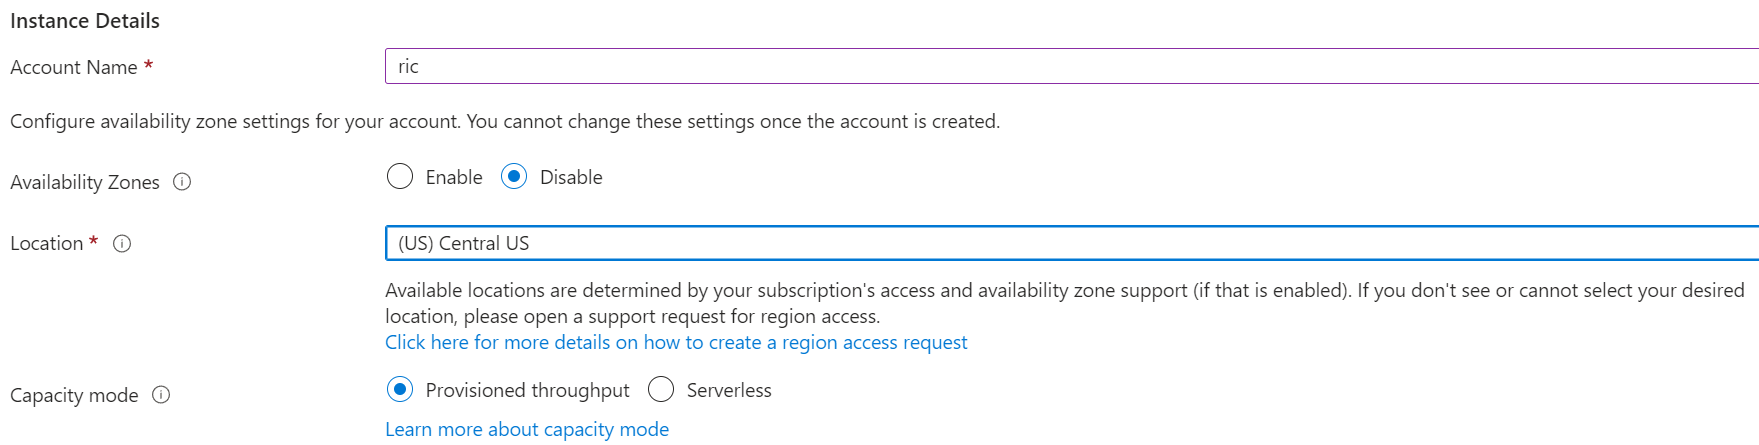 Instance Details
Account Name *
ric
Configure availability zone settings for your account. You cannot change these settings once the account is created.
Availability Zones
Enable
Disable
Location *
(US) Central US
Available locations are determined by your subscription's access and availability zone support (if that is enabled). If you don't see or cannot select your desired
location, please open a support request for region access.
Click here for more details on how to create a region access request
Capacity mode
Provisioned throughput
Serverless
Learn more about capacity mode